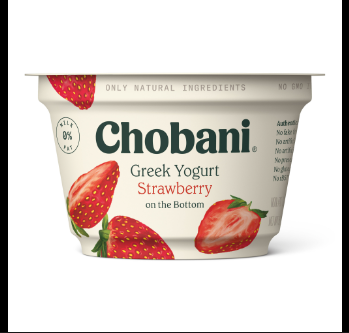 ONLY NATURAL INGREDIENTS
NO GMO
MILK
0%
FAT
Chobani®
Greek Yogurt
Strawberry
on the Bottom